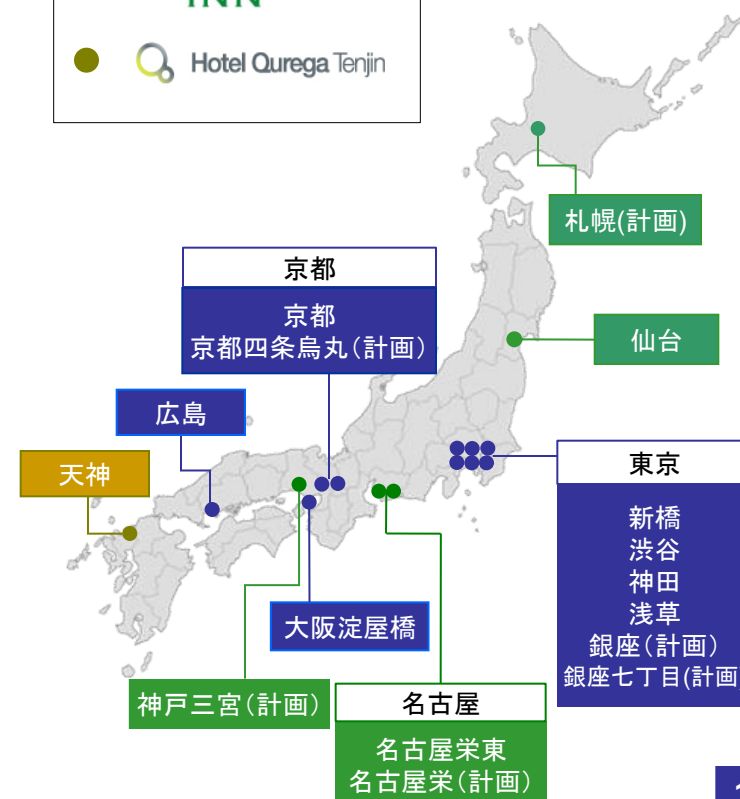 INN
Hotel Qurega Tenjin
札幌(計画)
京都
京都
京都四条烏丸(計画)
仙台
広島
東京
天神
新橋
渋谷
神田
浅草
銀座(計画)
銀座七丁目(計画
大阪淀屋橋
神戸三宮(計画)
名古屋
名古屋栄東
名古屋栄(計画)